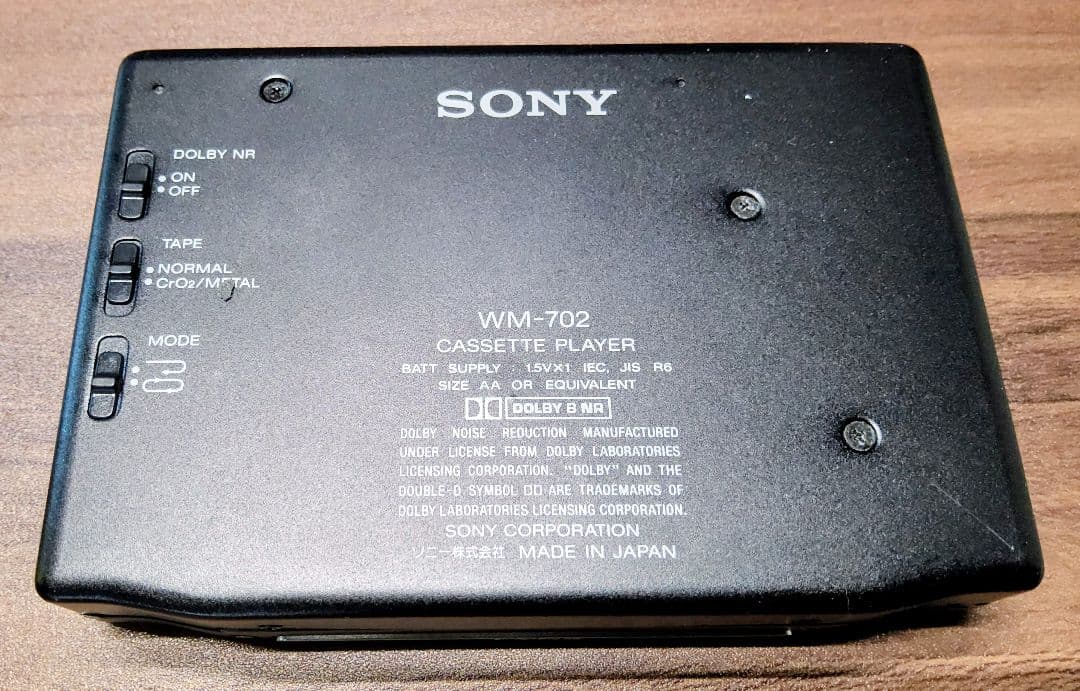 SONY
DOLBY NR
ON
OFF
TAPE
NORMAL
CrO2/METAL
MODE
WM-702
CASSETTE PLAYER
BATT SUPPLY : 1.5V×1 IEC, JIS R6
SIZE AA OR EQUIVALENT
DOLBY B NR
DOLBY NOISE REDUCTION MANUFACTURED
UNDER LICENSE FROM DOLBY LABORATORIES
LICENSING CORPORATION. "DOLBY" AND THE
DOUBLE-D SYMBOL ARE TRADEMARKS OF
DOLBY LABORATORIES LICENSING CORPORATION.
SONY CORPORATION
ソニー株式会社 MADE IN JAPAN